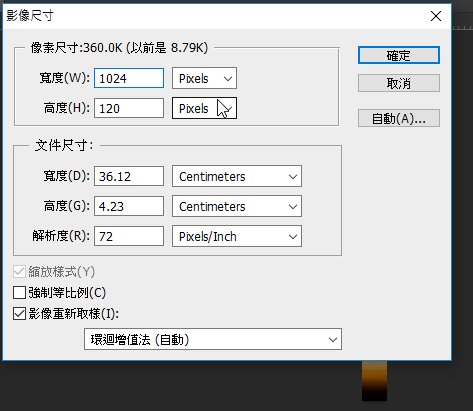 影像尺寸
像素尺寸:360.0K (以前是 8.79K)
寬度(W): 1024 Pixels
高度(H): 120 Pixels
確定
取消
自動(A)...
文件尺寸:
寬度(D): 36.12 Centimeters
高度(G): 4.23 Centimeters
解析度(R): 72 Pixels/Inch
縮放樣式(Y)
強制等比例(C)
影像重新取樣(I):
環迴增值法 (自動)